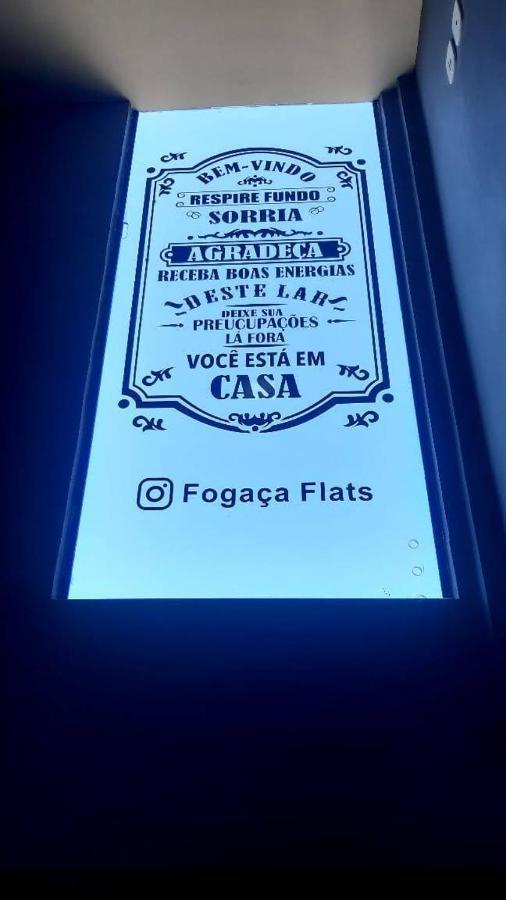 BEM-VINDO
RESPIRE FUNDO
SORRIA
AGRADEÇA
RECEBA BOAS ENERGIAS
DESTE LAR
DEIXE SUA
PREUCUPAÇÕES
LÁ FORA
VOCÊ ESTÁ EM
CASA
Fogaça Flats